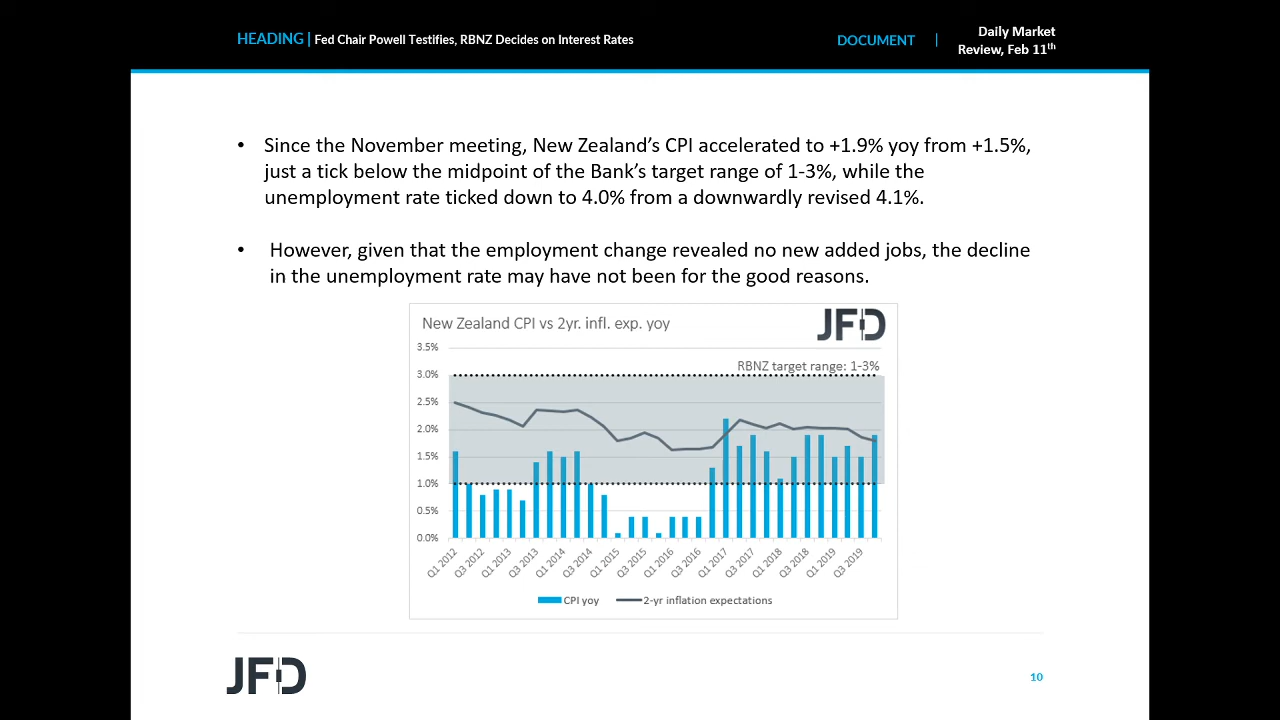 HEADING | Fed Chair Powell Testifies, RBNZ Decides on Interest Rates
DOCUMENT | Daily Market
Review, Feb 11th
• Since the November meeting, New Zealand’s CPI accelerated to +1.9% yoy from +1.5%,
just a tick below the midpoint of the Bank’s target range of 1-3%, while the
unemployment rate ticked down to 4.0% from a downwardly revised 4.1%.
• However, given that the employment change revealed no new added jobs, the decline
in the unemployment rate may have not been for the good reasons.
New Zealand CPI vs 2yr. infl. exp. yoy
JFD
3.5%
RBNZ target range: 1-3%
3.0%
2.5%
2.0%
1.5%
1.0%
0.5%
0.0%
Q1 2012
Q3 2012
Q1 2013
Q3 2013
Q1 2014
Q3 2014
Q1 2015
Q3 2015
Q1 2016
Q3 2016
Q1 2017
Q3 2017
Q1 2018
Q3 2018
Q1 2019
Q3 2019
CPI yoy
2-yr inflation expectations
JFD
10